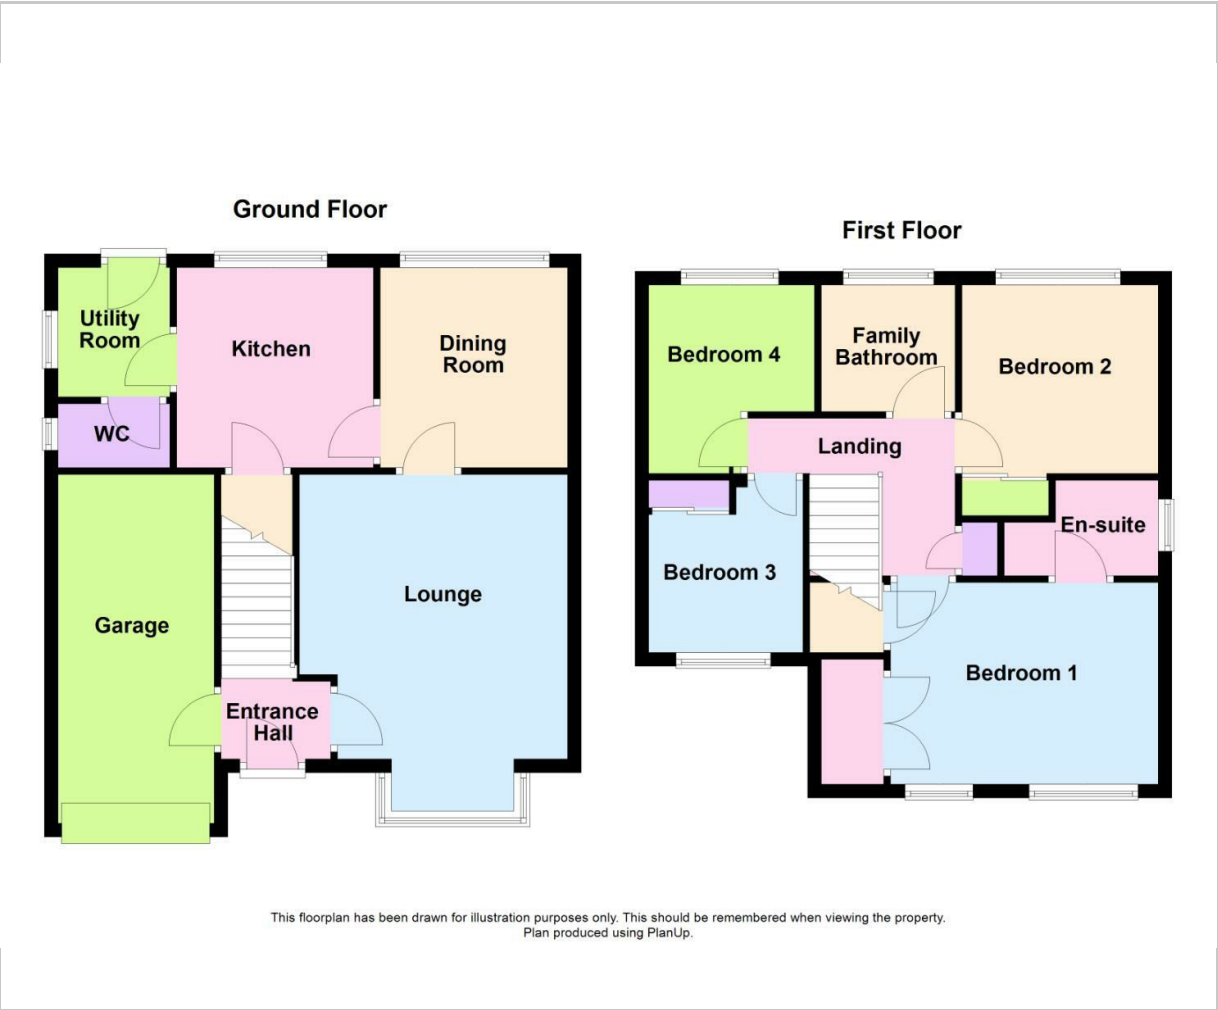 Ground Floor
First Floor
Utility
Room
Kitchen
Dining
Room
WC
Garage
Lounge
Entrance
Hall
Bedroom 4
Family
Bathroom
Bedroom 2
Landing
En-suite
Bedroom 3
Bedroom 1
This floorplan has been drawn for illustration purposes only. This should be remembered when viewing the property.
Plan produced using PlanUp.